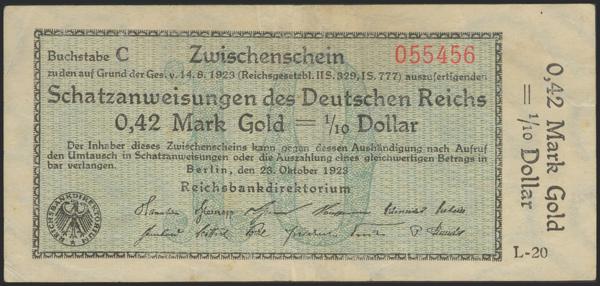 Buchstabe C Zwischenschein 055456
zu den auf Grund der Ges. v. 14. 8. 1923 (Reichsgesetzbl. II S. 329, I S. 777) auszufertigenden
Schatzanweisungen des Deutschen Reichs
0,42 Mark Gold = 1/10 Dollar
Der Inhaber dieses Zwischenscheins kann gegen dessen Aushändigung nach Aufruf
den Umtausch in Schatzanweisungen oder die Auszahlung eines gleichwertigen Betrags in
bar verlangen.
Berlin, den 23. Oktober 1923
Reichsbankdirektorium
REICHSBANKDIREKTORIUM
0,42 Mark Gold
= 1/10 Dollar
L-20